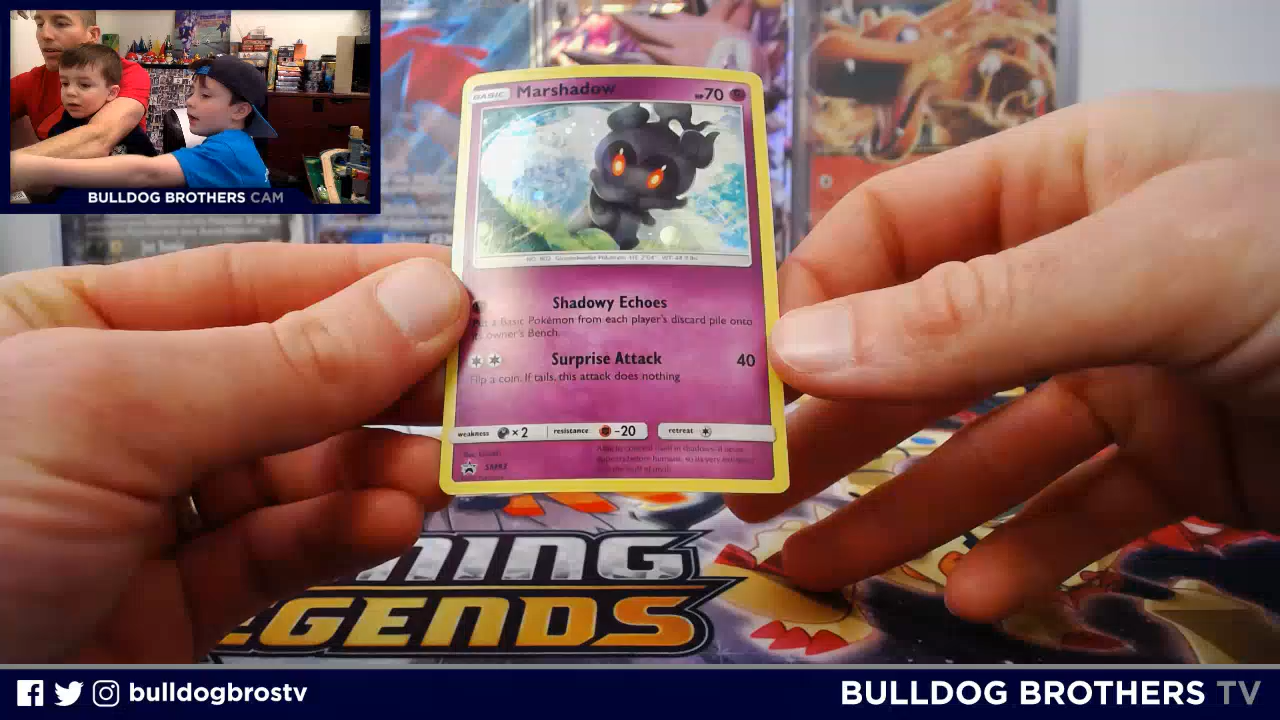 BULLDOG BROTHERS CAM
BASIC Marshadow HP70
Shadowy Echoes
a Basic Pokémon from each player's discard pile onto
its owner's Bench.
Surprise Attack 40
Flip a coin. If tails, this attack does nothing
weakness ×2 resistance -20 retreat
NING
EGENDS
bulldogbrostv
BULLDOG BROTHERS TV